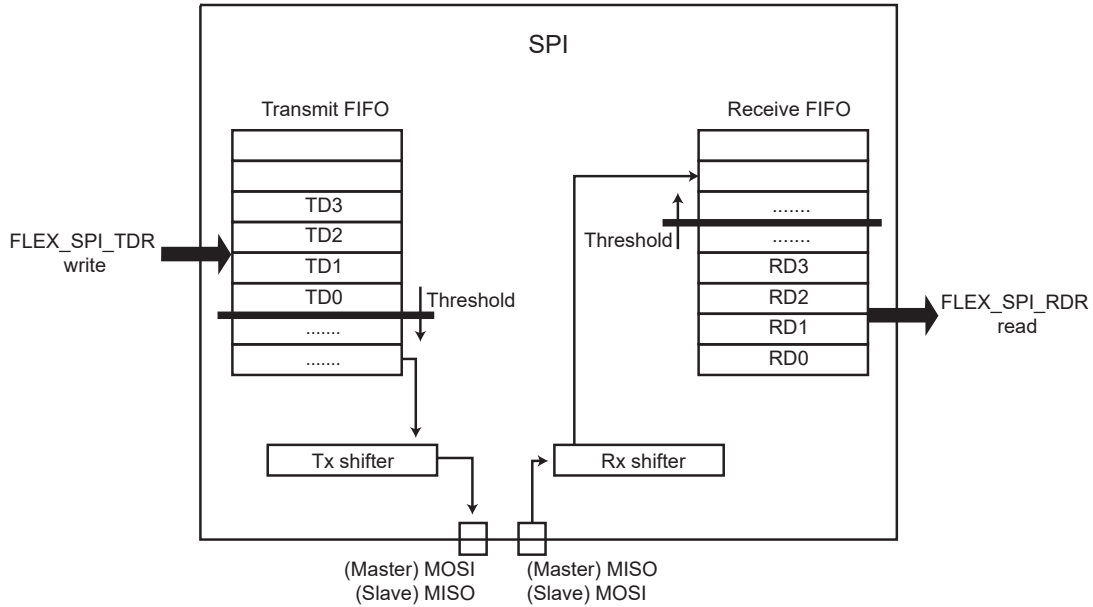 SPI
Transmit FIFO
TD3
TD2
TD1
TD0
.......
.......
FLEX_SPI_TDR
write
Threshold
Tx shifter
(Master) MOSI
(Slave) MISO
Receive FIFO
.......
.......
RD3
RD2
RD1
RD0
Threshold
FLEX_SPI_RDR
read
Rx shifter
(Master) MISO
(Slave) MOSI